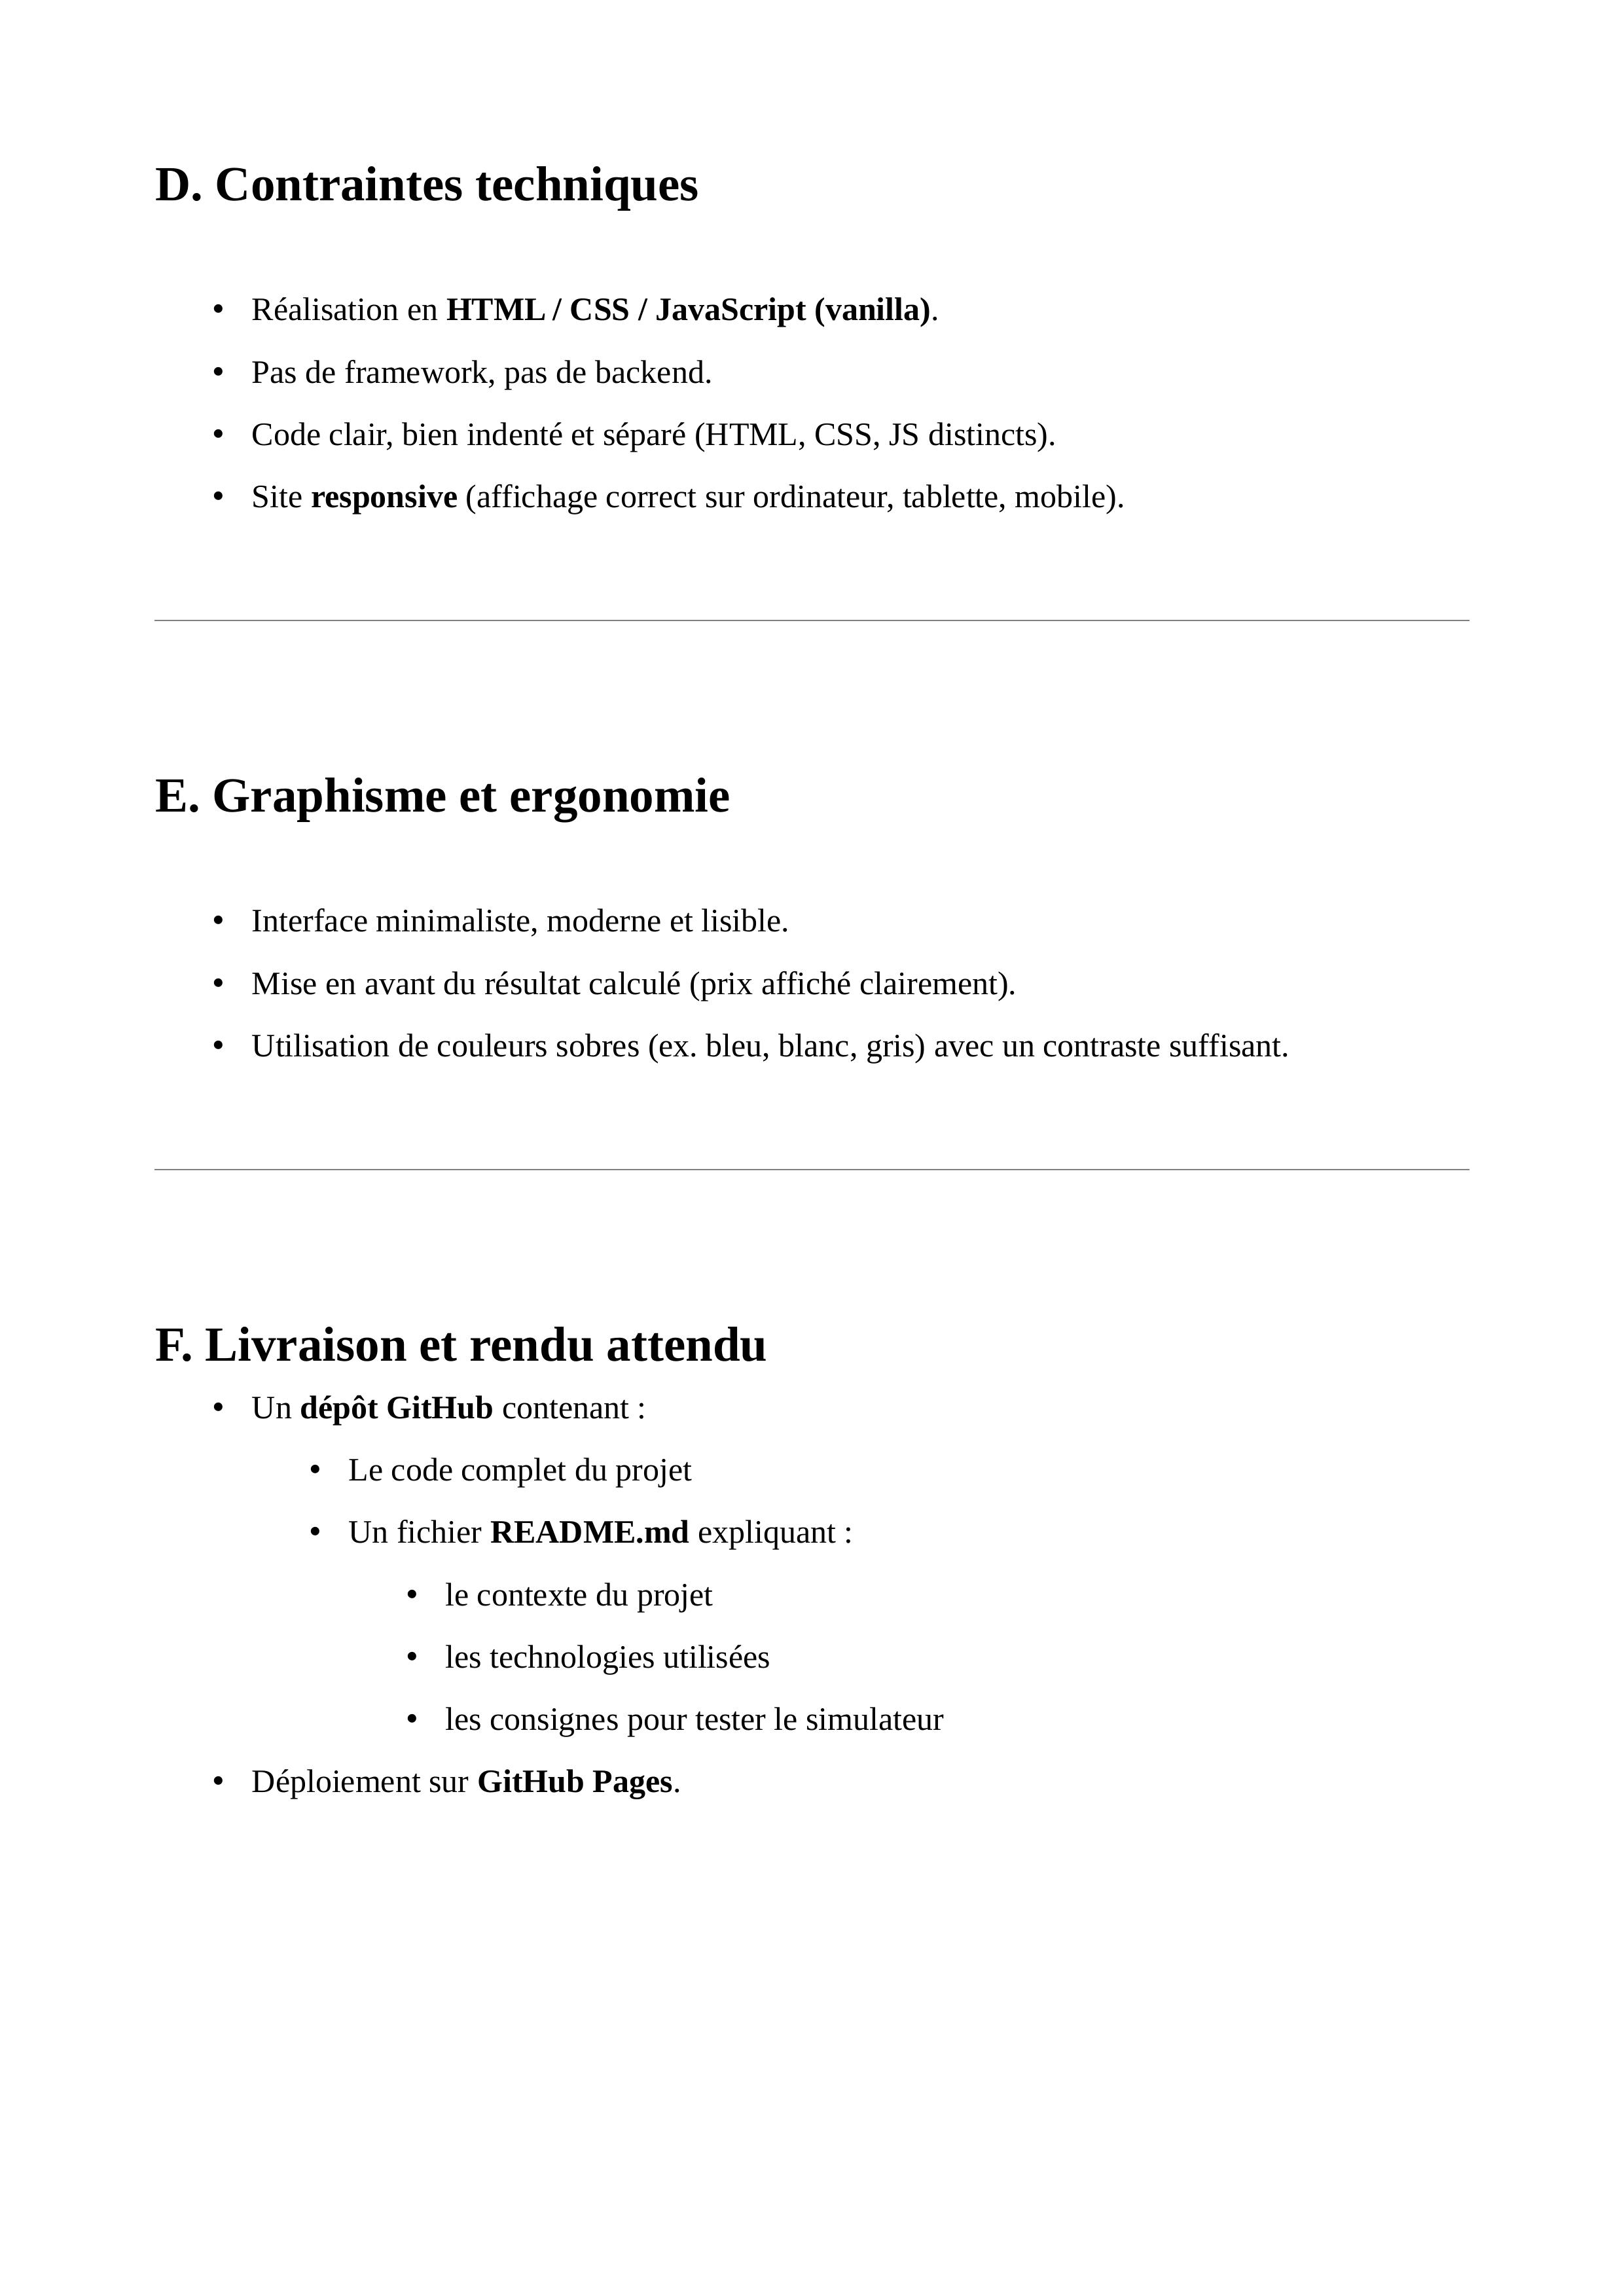 D. Contraintes techniques
• Réalisation en HTML / CSS / JavaScript (vanilla).
• Pas de framework, pas de backend.
• Code clair, bien indenté et séparé (HTML, CSS, JS distincts).
• Site responsive (affichage correct sur ordinateur, tablette, mobile).
E. Graphisme et ergonomie
• Interface minimaliste, moderne et lisible.
• Mise en avant du résultat calculé (prix affiché clairement).
• Utilisation de couleurs sobres (ex. bleu, blanc, gris) avec un contraste suffisant.
F. Livraison et rendu attendu
• Un dépôt GitHub contenant :
• Le code complet du projet
• Un fichier README.md expliquant :
• le contexte du projet
• les technologies utilisées
• les consignes pour tester le simulateur
• Déploiement sur GitHub Pages.